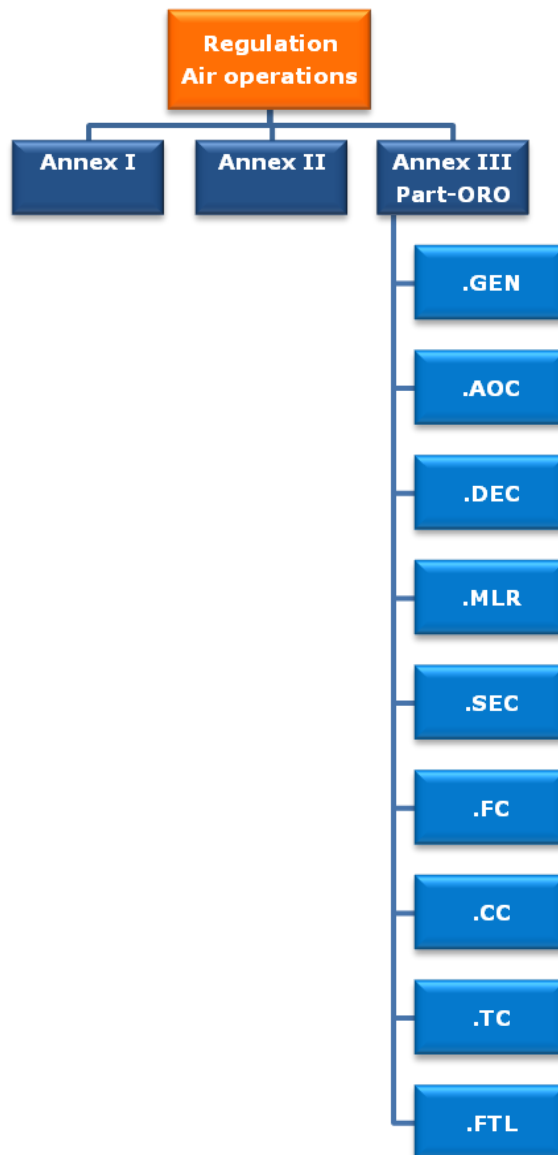 Regulation
Air operations
Annex I
Annex II
Annex III
Part-ORO
.GEN
.AOC
.DEC
.MLR
.SEC
.FC
.CC
.TC
.FTL